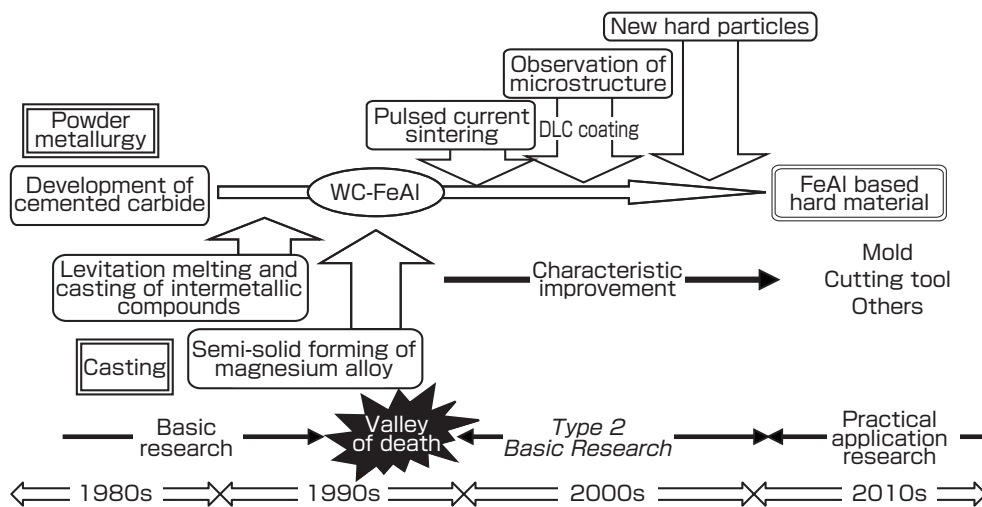 New hard particles
Observation of
microstructure
Pulsed current
sintering
DLC coating
Powder
metallurgy
Development of
cemented carbide
WC-FeAl
FeAl based
hard material
Levitation melting and
casting of intermetallic
compounds
Characteristic
improvement
Mold
Cutting tool
Others
Semi-solid forming of
magnesium alloy
Casting
Basic
research
Valley
of death
Type 2
Basic Research
Practical
application
research
1980s
1990s
2000s
2010s